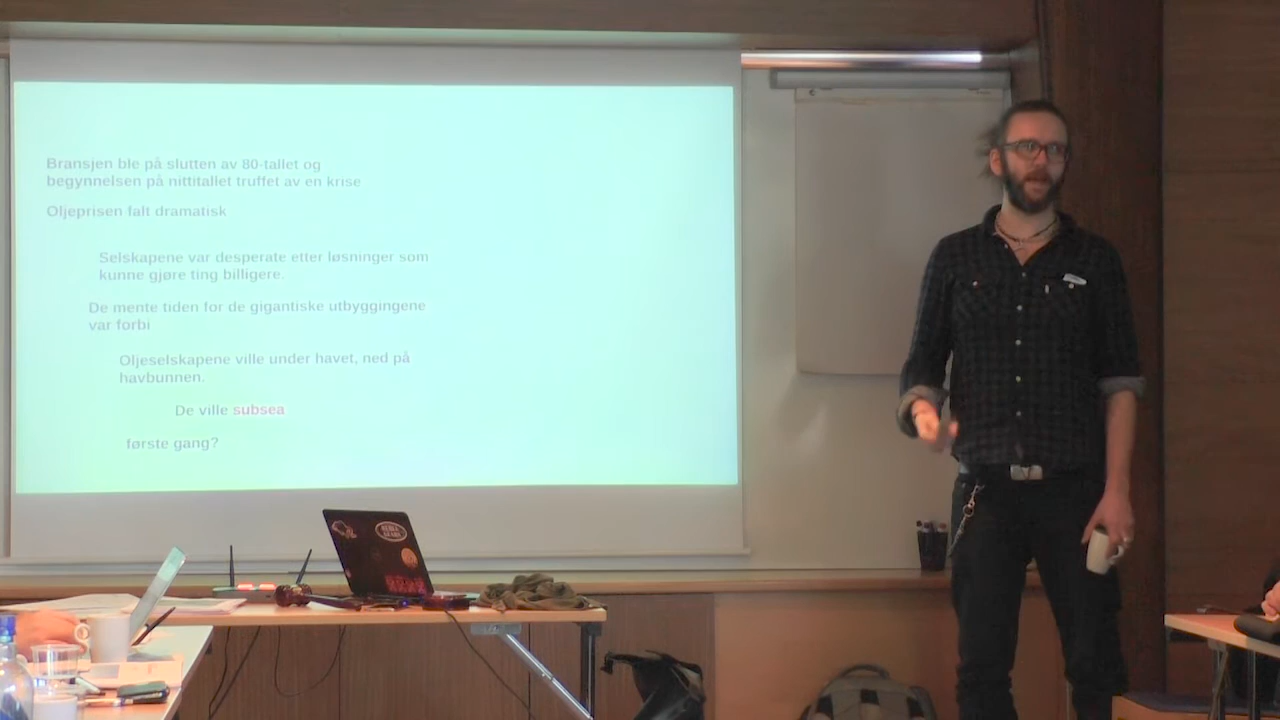 Bransjen ble på slutten av 80-tallet og
begynnelsen på nittitallet truffet av en krise
Oljeprisen falt dramatisk
Selskapene var desperate etter løsninger som
kunne gjøre ting billigere.
De mente tiden for de gigantiske utbyggingene
var forbi
Oljeselskapene ville under havet, ned på
havbunnen.
De ville subsea
første gang?